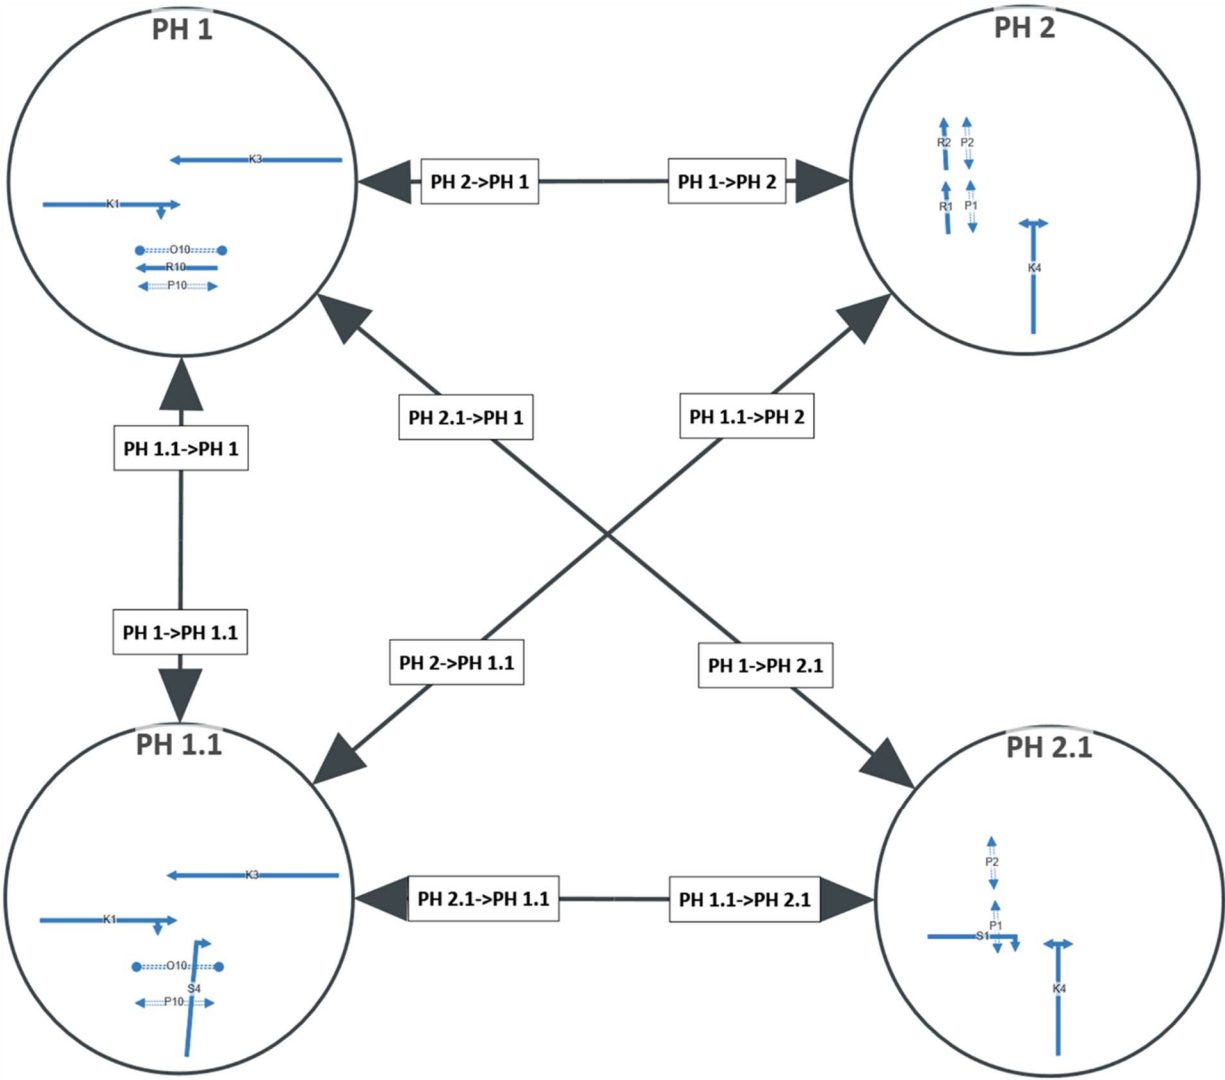 PH 1
K3
K1
O10
R10
P10
PH 2
R2 P2
R1 P1
K4
PH 2->PH 1
PH 1->PH 2
PH 2.1->PH 1
PH 1.1->PH 2
PH 1.1->PH 1
PH 1->PH 1.1
PH 2->PH 1.1
PH 1->PH 2.1
PH 1.1
K3
K1
O10
S4
P10
PH 2.1->PH 1.1
PH 1.1->PH 2.1
PH 2.1
P2
P1
S1
K4